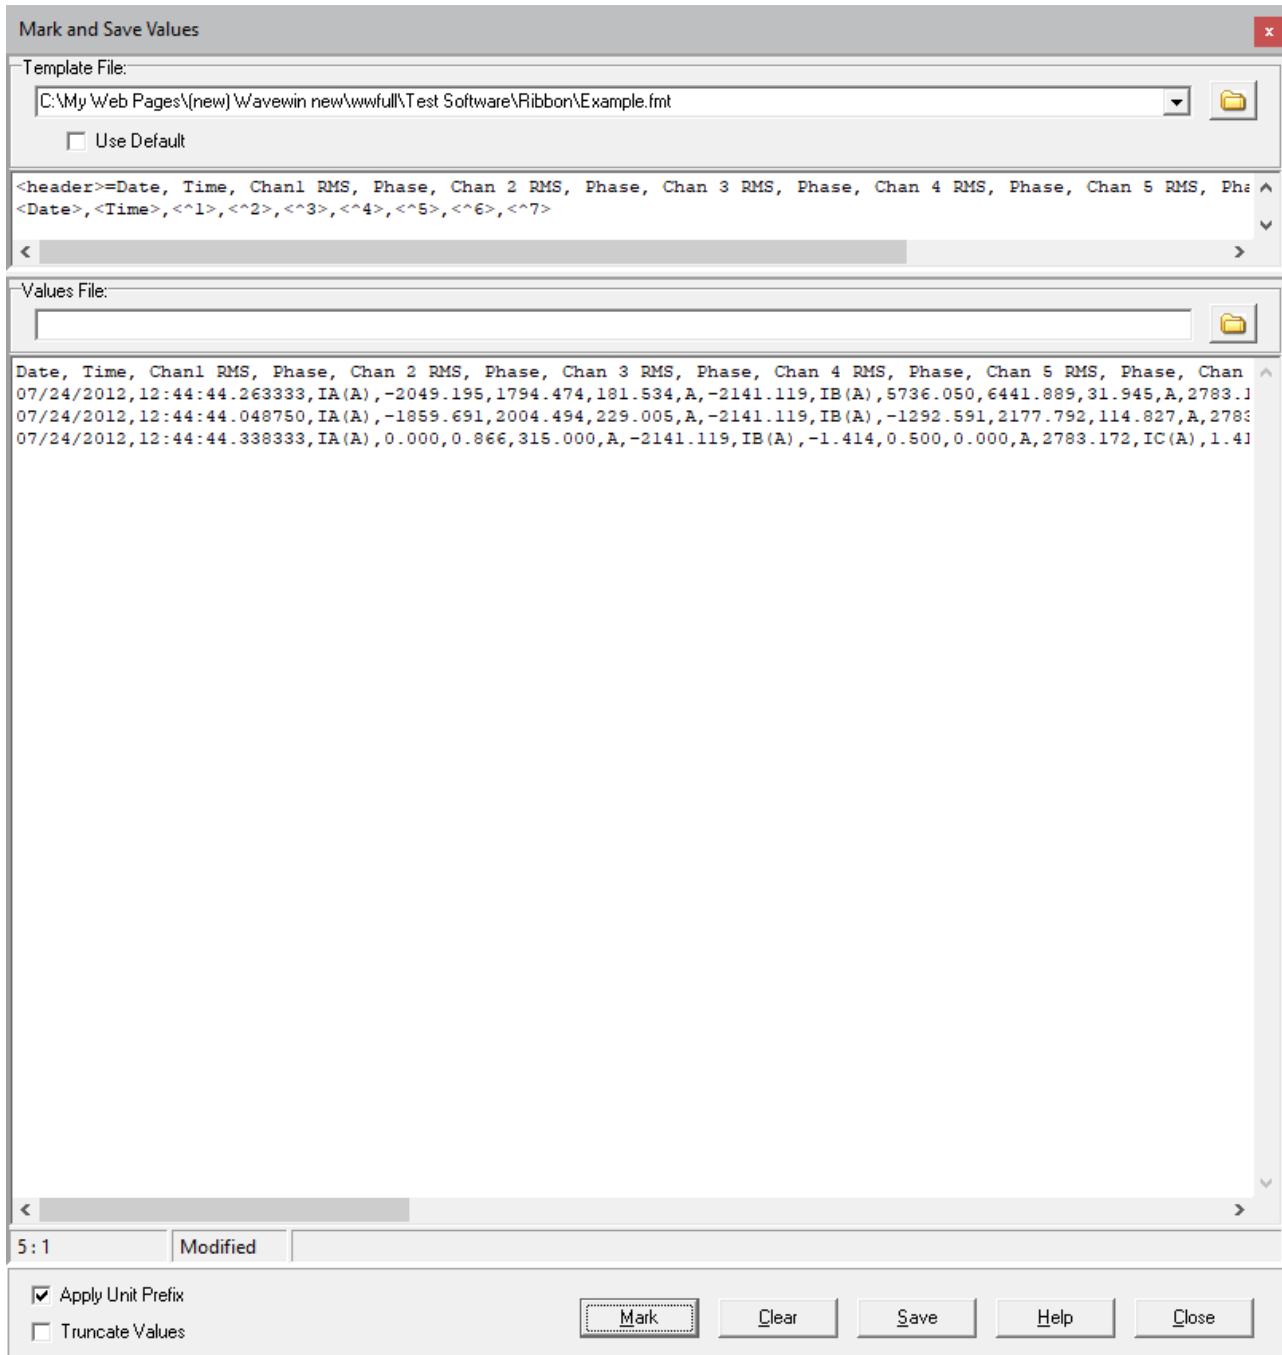 Mark and Save Values
x
Template File:
C:\My Web Pages\(new) Wavewin new\wwfull\Test Software\Ribbon\Example.fmt
Use Default
<header>=Date, Time, Chan1 RMS, Phase, Chan 2 RMS, Phase, Chan 3 RMS, Phase, Chan 4 RMS, Phase, Chan 5 RMS, Pha
<Date>,<Time>,<^1>,<^2>,<^3>,<^4>,<^5>,<^6>,<^7>
Values File:
Date, Time, Chan1 RMS, Phase, Chan 2 RMS, Phase, Chan 3 RMS, Phase, Chan 4 RMS, Phase, Chan 5 RMS, Phase, Chan
07/24/2012,12:44:44.263333,IA(A),-2049.195,1794.474,181.534,A,-2141.119,IB(A),5736.050,6441.889,31.945,A,2783.1
07/24/2012,12:44:44.048750,IA(A),-1859.691,2004.494,229.005,A,-2141.119,IB(A),-1292.591,2177.792,114.827,A,2783
07/24/2012,12:44:44.338333,IA(A),0.000,0.866,315.000,A,-2141.119,IB(A),-1.414,0.500,0.000,A,2783.172,IC(A),1.41
5 : 1
Modified
Apply Unit Prefix
Truncate Values
Mark
Clear
Save
Help
Close